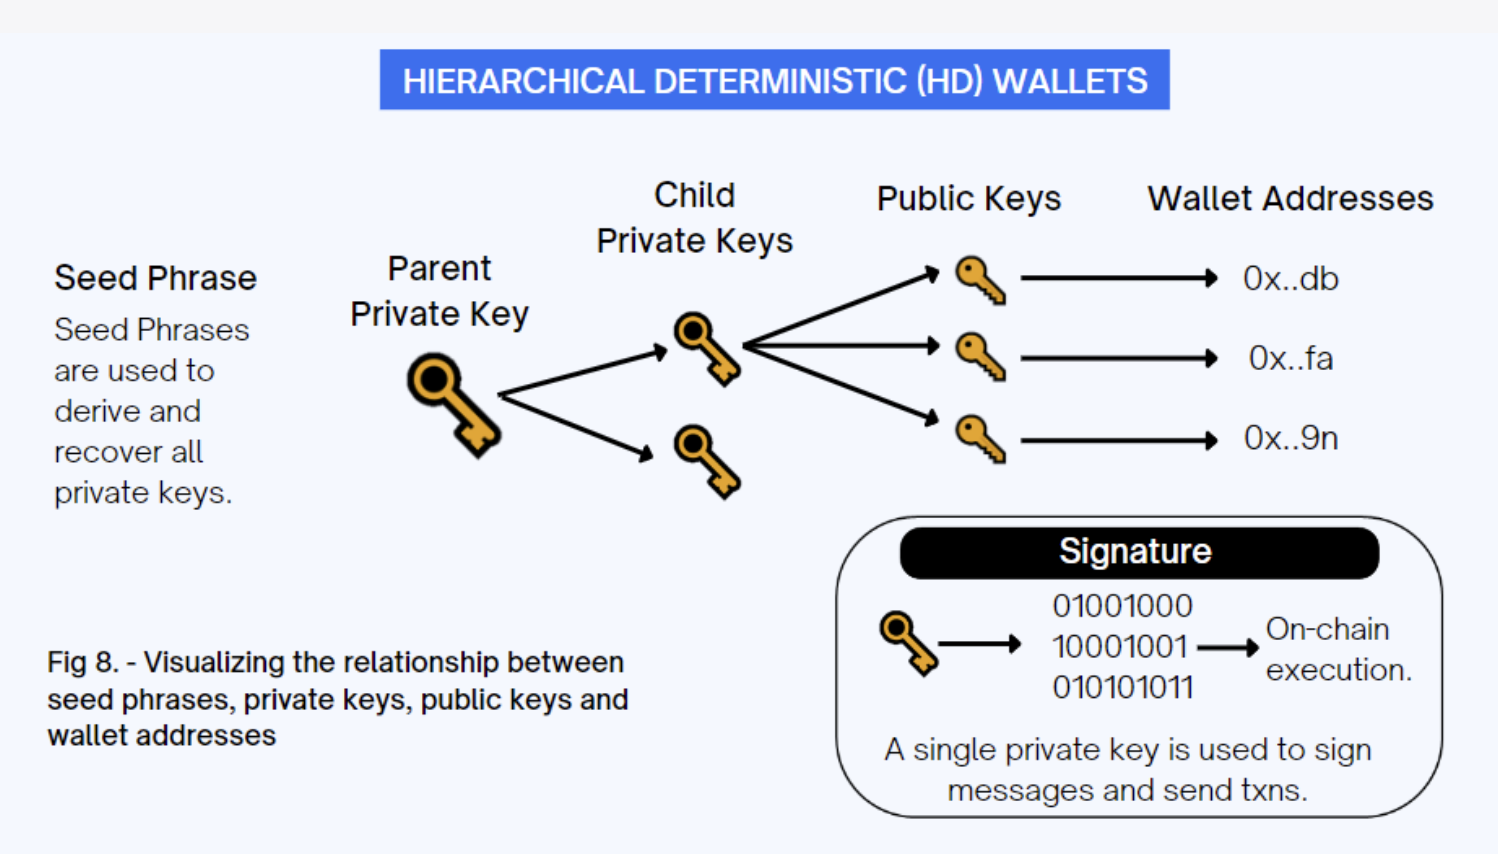 HIERARCHICAL DETERMINISTIC (HD) WALLETS
Seed Phrase
Seed Phrases
are used to
derive and
recover all
private keys.
Parent
Private Key
Child
Private Keys
Public Keys
Wallet Addresses
0x..db
0x..fa
0x..9n
Signature
01001000
10001001
010101011
On-chain
execution.
A single private key is used to sign
messages and send txns.
Fig 8. - Visualizing the relationship between
seed phrases, private keys, public keys and
wallet addresses